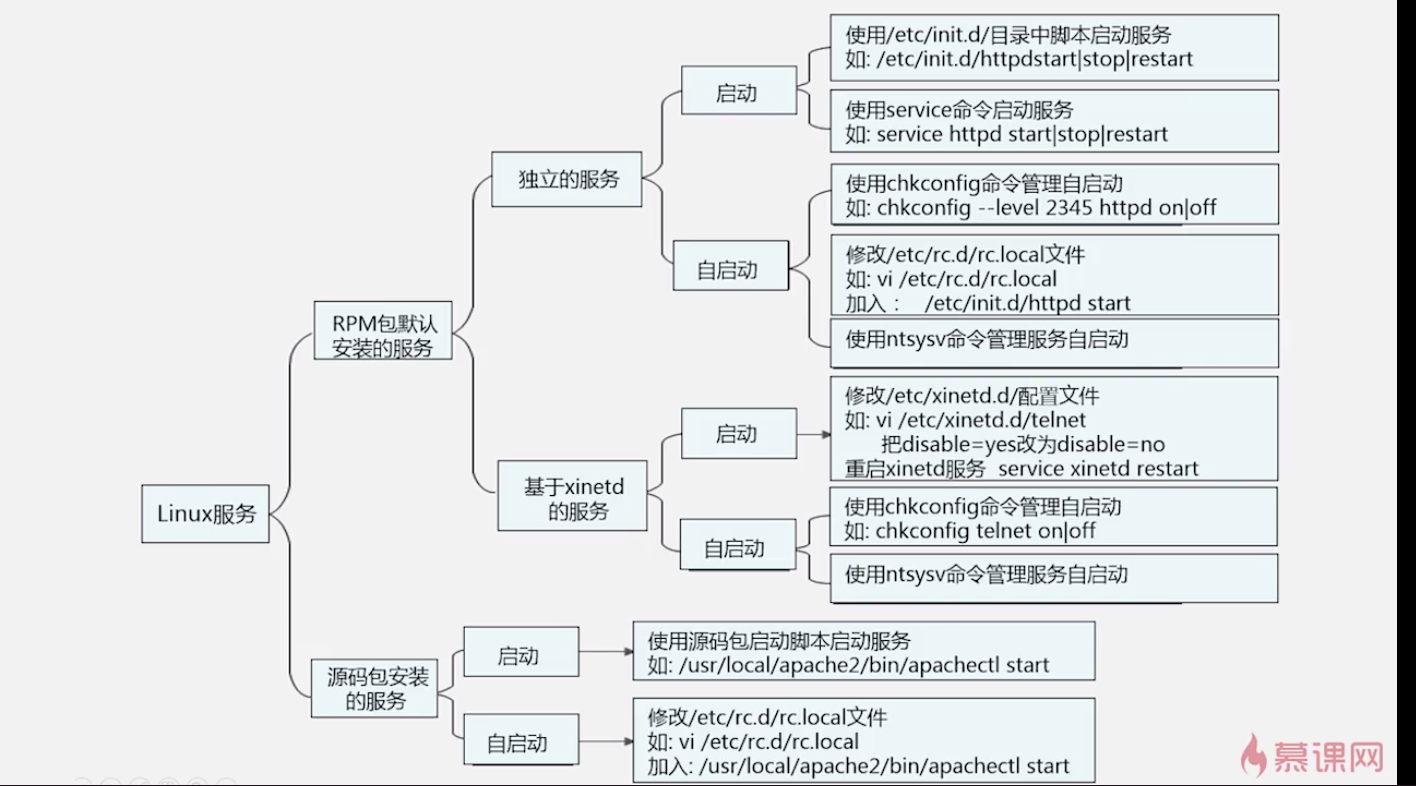 使用/etc/init.d/目录中脚本启动服务
如: /etc/init.d/httpdstart|stop|restart
启动
使用service命令启动服务
如: service httpd start|stop|restart
独立的服务
使用chkconfig命令管理自启动
如: chkconfig --level 2345 httpd on|off
自启动
修改/etc/rc.d/rc.local文件
如: vi /etc/rc.d/rc.local
加入： /etc/init.d/httpd start
使用ntsysv命令管理服务自启动
RPM包默认
安装的服务
修改/etc/xinetd.d/配置文件
如: vi /etc/xinetd.d/telnet
把disable=yes改为disable=no
重启xinetd服务 service xinetd restart
启动
基于xinetd
的服务
使用chkconfig命令管理自启动
如: chkconfig telnet on|off
自启动
使用ntsysv命令管理服务自启动
Linux服务
启动
使用源码包启动脚本启动服务
如: /usr/local/apache2/bin/apachectl start
源码包安装
的服务
自启动
修改/etc/rc.d/rc.local文件
如: vi /etc/rc.d/rc.local
加入: /usr/local/apache2/bin/apachectl start
慕课网